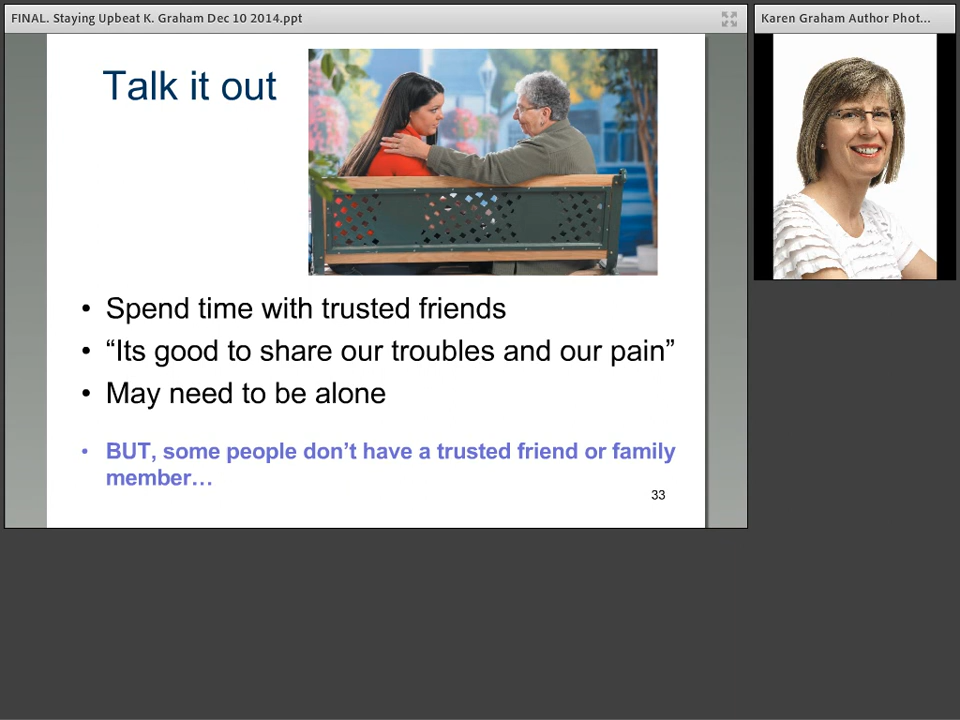 FINAL. Staying Upbeat K. Graham Dec 10 2014.ppt
Karen Graham Author Phot...
Talk it out
• Spend time with trusted friends
• “Its good to share our troubles and our pain”
• May need to be alone
• BUT, some people don’t have a trusted friend or family
member…
33